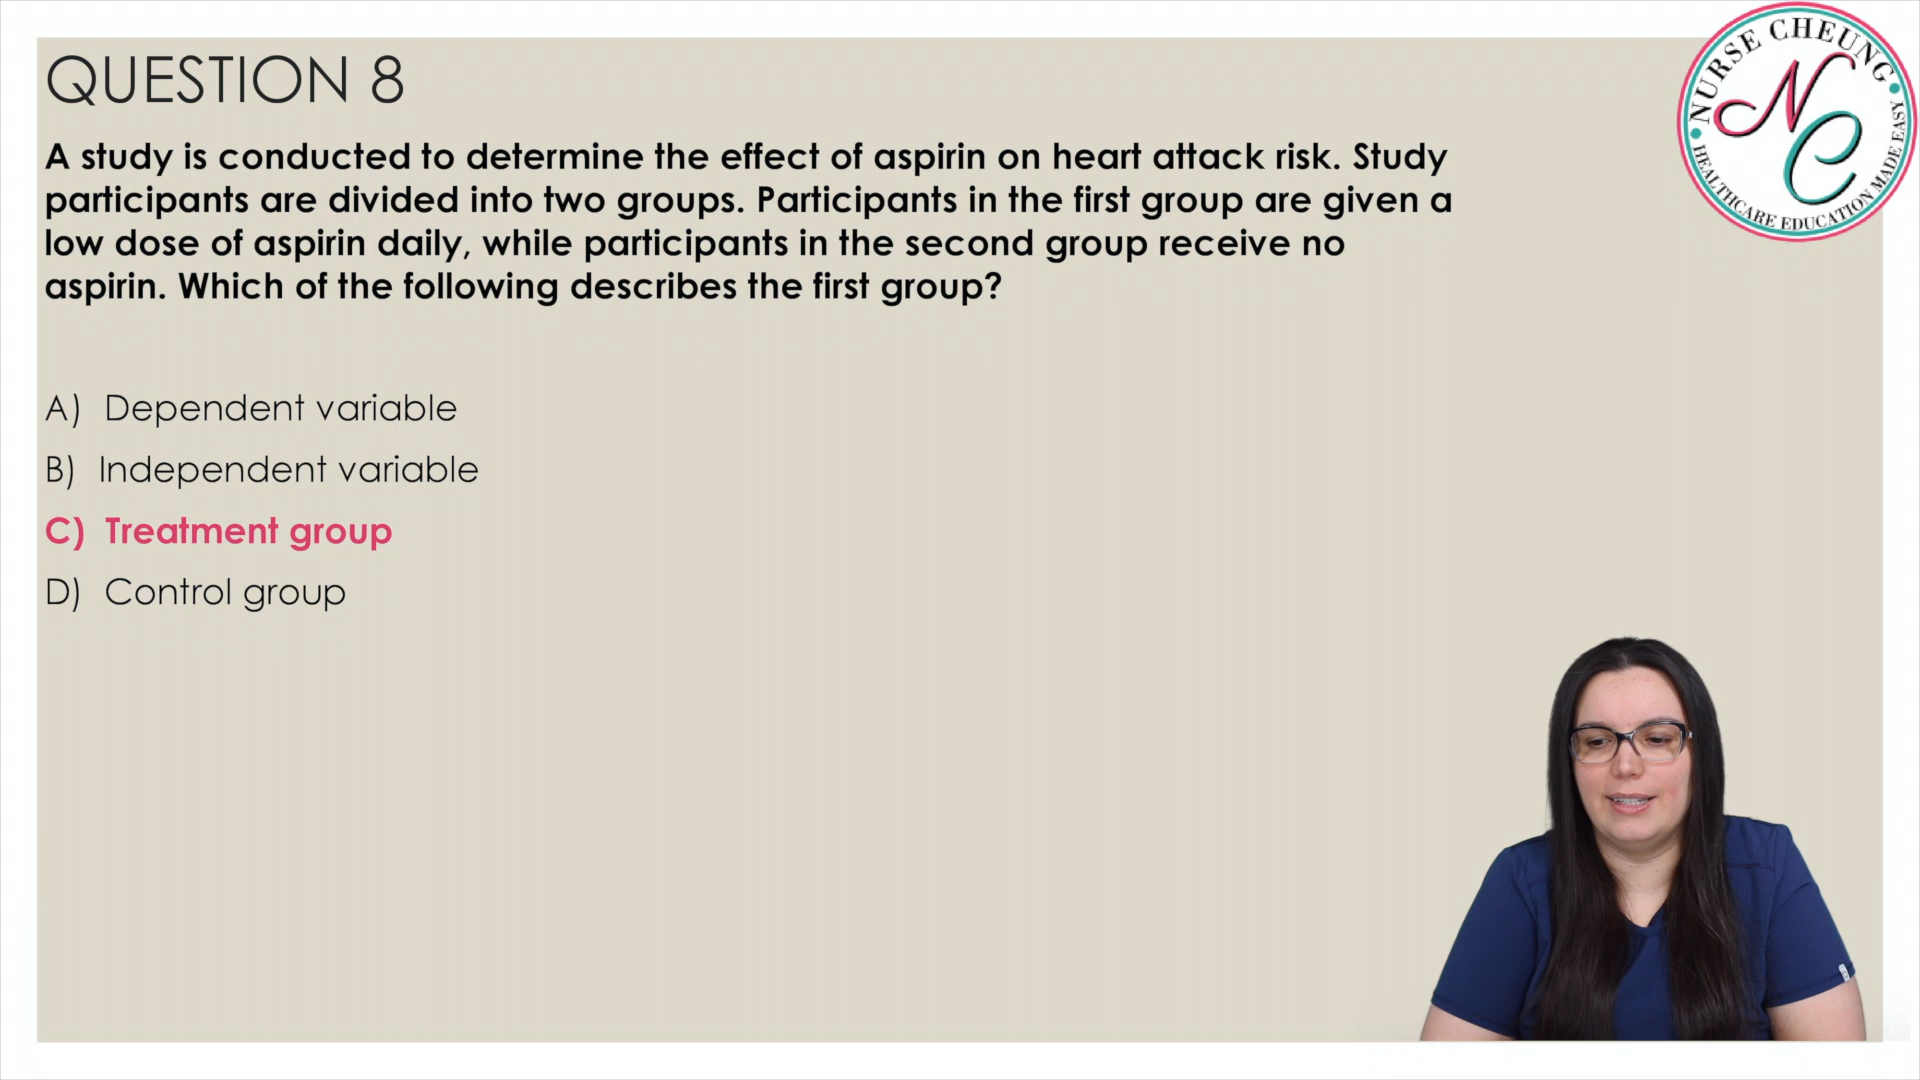 QUESTION 8
A study is conducted to determine the effect of aspirin on heart attack risk. Study
participants are divided into two groups. Participants in the first group are given a
low dose of aspirin daily, while participants in the second group receive no
aspirin. Which of the following describes the first group?
A) Dependent variable
B) Independent variable
C) Treatment group
D) Control group
NURSE CHEUNG
NC
HEALTHCARE EDUCATION MADE EASY